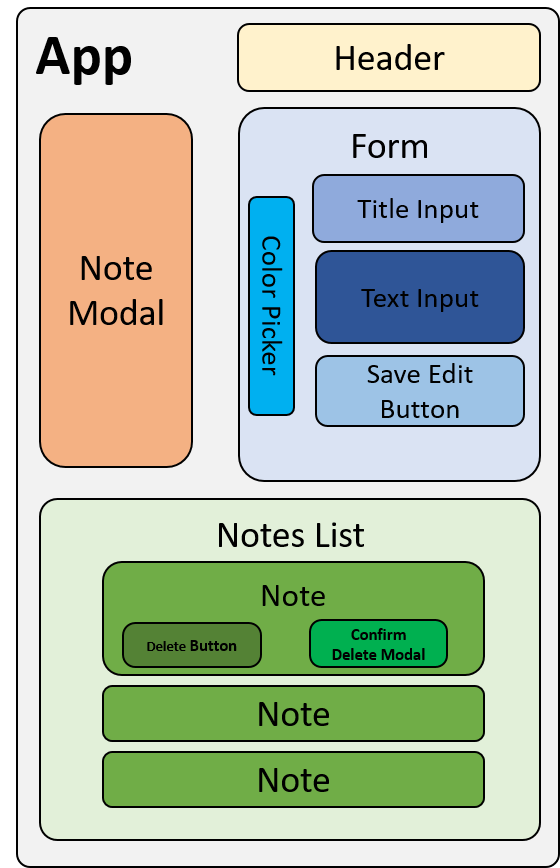 App
Header
Note
Modal
Form
Color Picker
Title Input
Text Input
Save Edit
Button
Notes List
Note
Delete Button
Confirm
Delete Modal
Note
Note